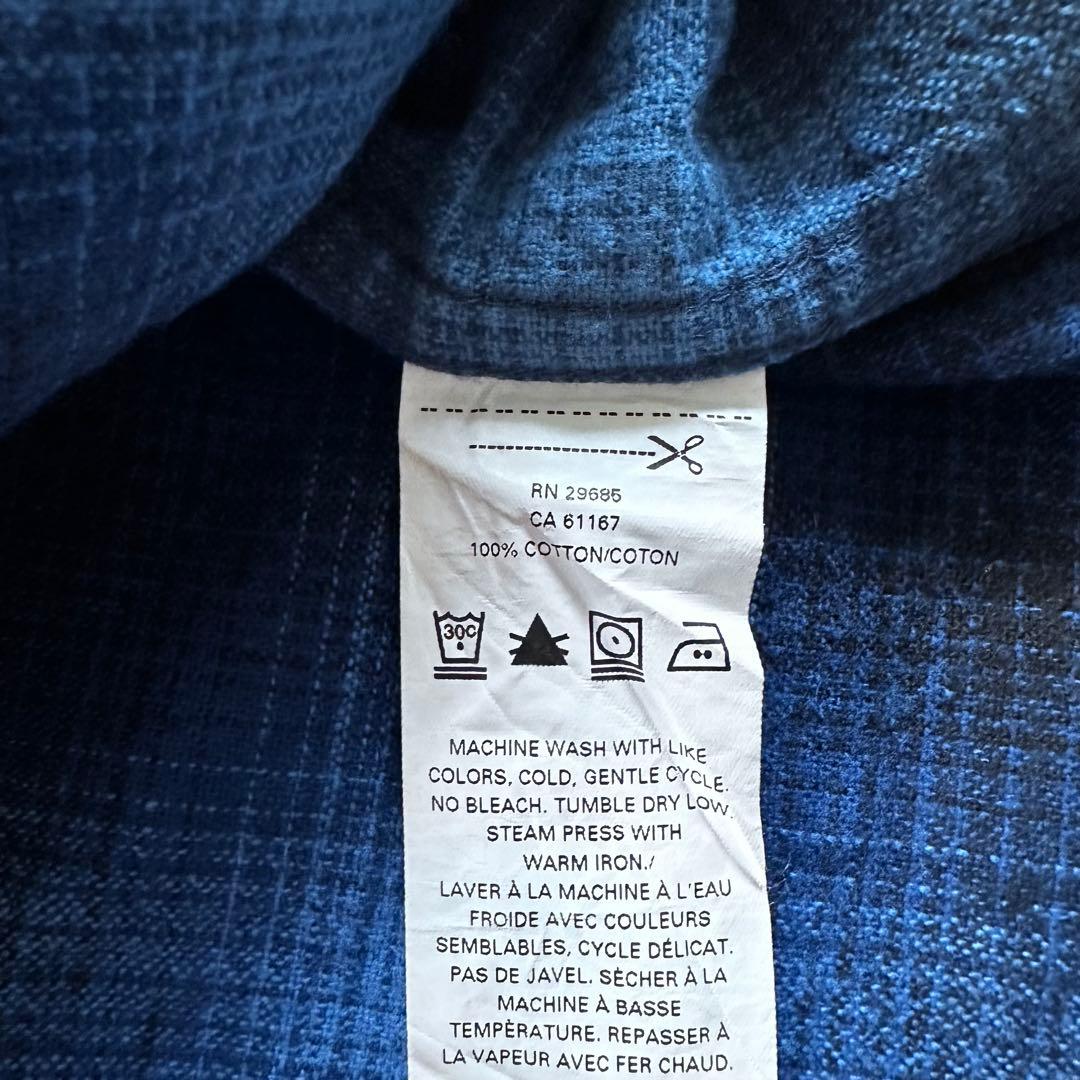 RN 29685
CA 61167
100% COTTON/COTON
30C
MACHINE WASH WITH LIKE
COLORS, COLD, GENTLE CYCLE.
NO BLEACH. TUMBLE DRY LOW.
STEAM PRESS WITH
WARM IRON./
LAVER À LA MACHINE À L'EAU
FROIDE AVEC COULEURS
SEMBLABLES, CYCLE DÉLICAT.
PAS DE JAVEL. SÈCHER À LA
MACHINE À BASSE
TEMPÈRATURE. REPASSER À
LA VAPEUR AVEC FER CHAUD.